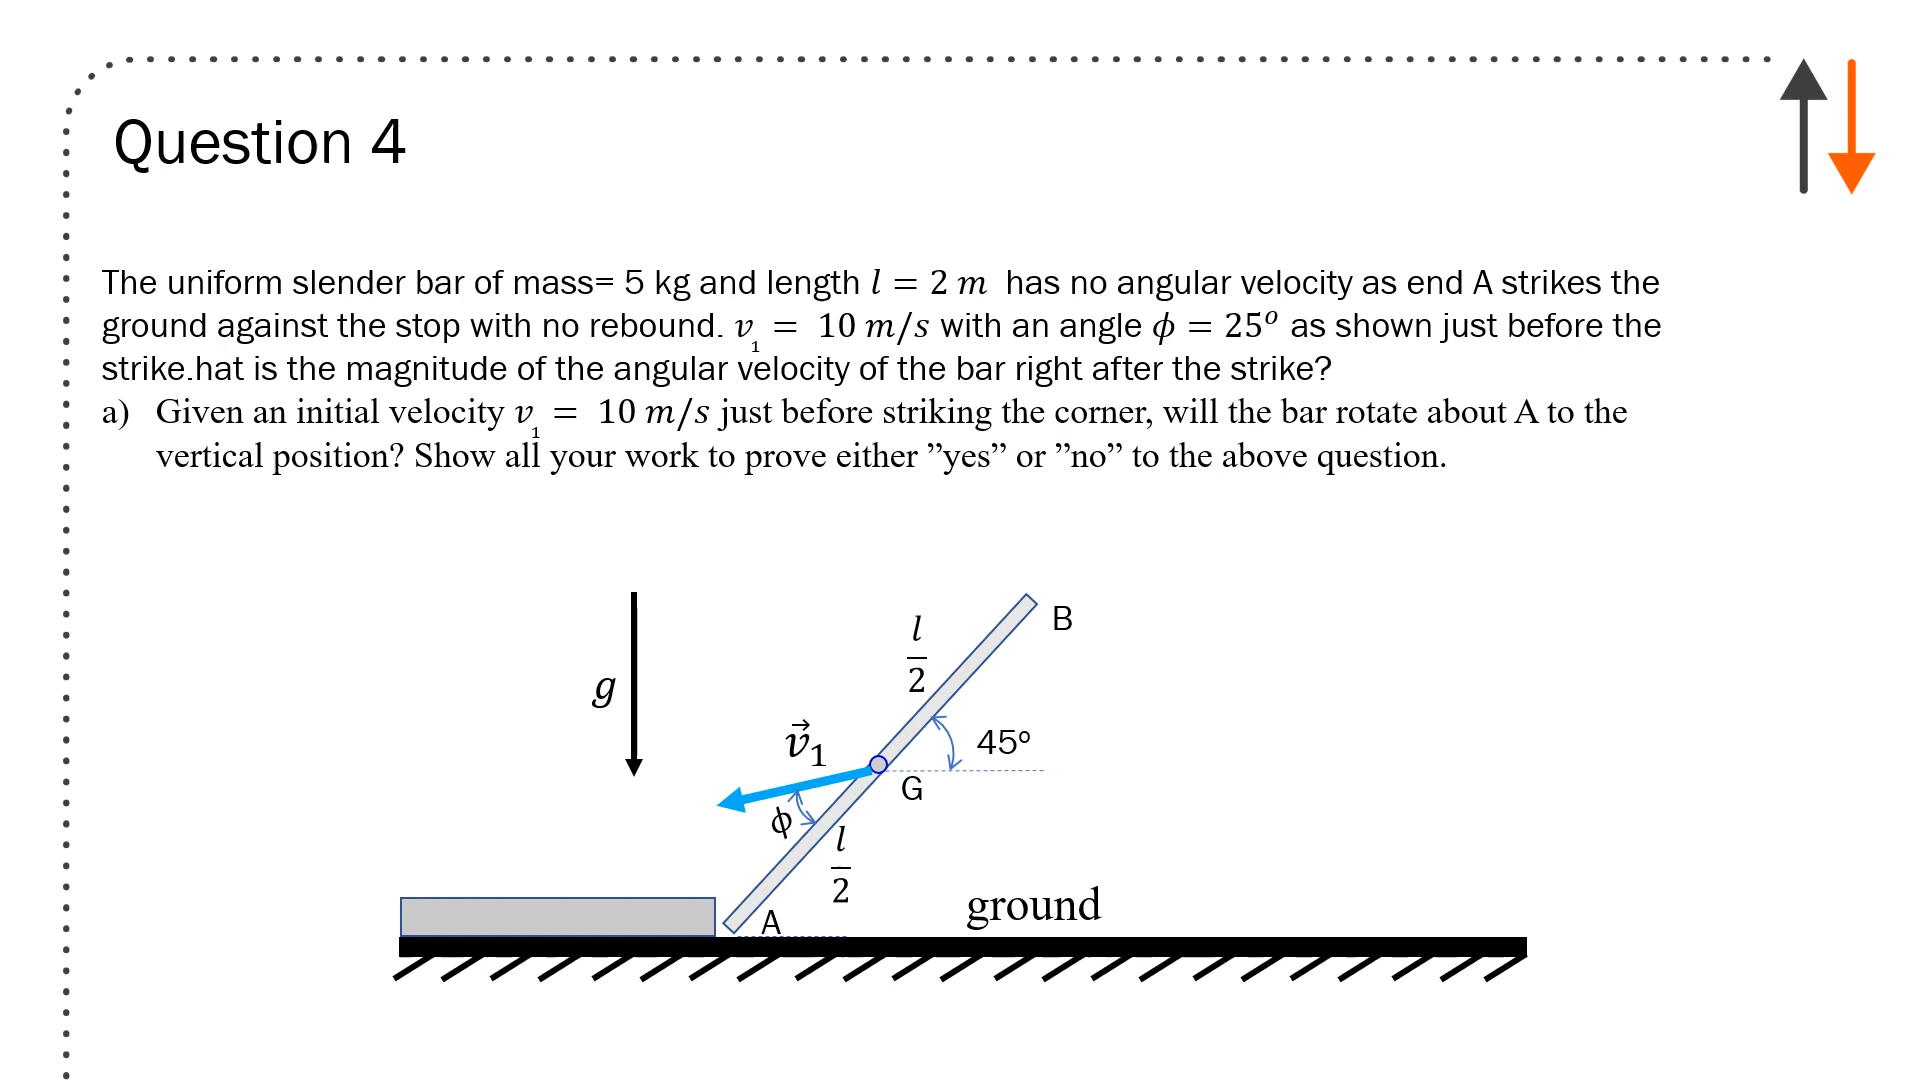 Question 4
The uniform slender bar of mass= 5 kg and length l = 2 m has no angular velocity as end A strikes the
ground against the stop with no rebound. v₁ = 10 m/s with an angle ϕ = 25ᵒ as shown just before the
strike.hat is the magnitude of the angular velocity of the bar right after the strike?
a) Given an initial velocity v₁ = 10 m/s just before striking the corner, will the bar rotate about A to the
vertical position? Show all your work to prove either ”yes” or ”no” to the above question.
B
l/2
g
v⃗₁
45ᵒ
G
ϕ
l/2
A
ground